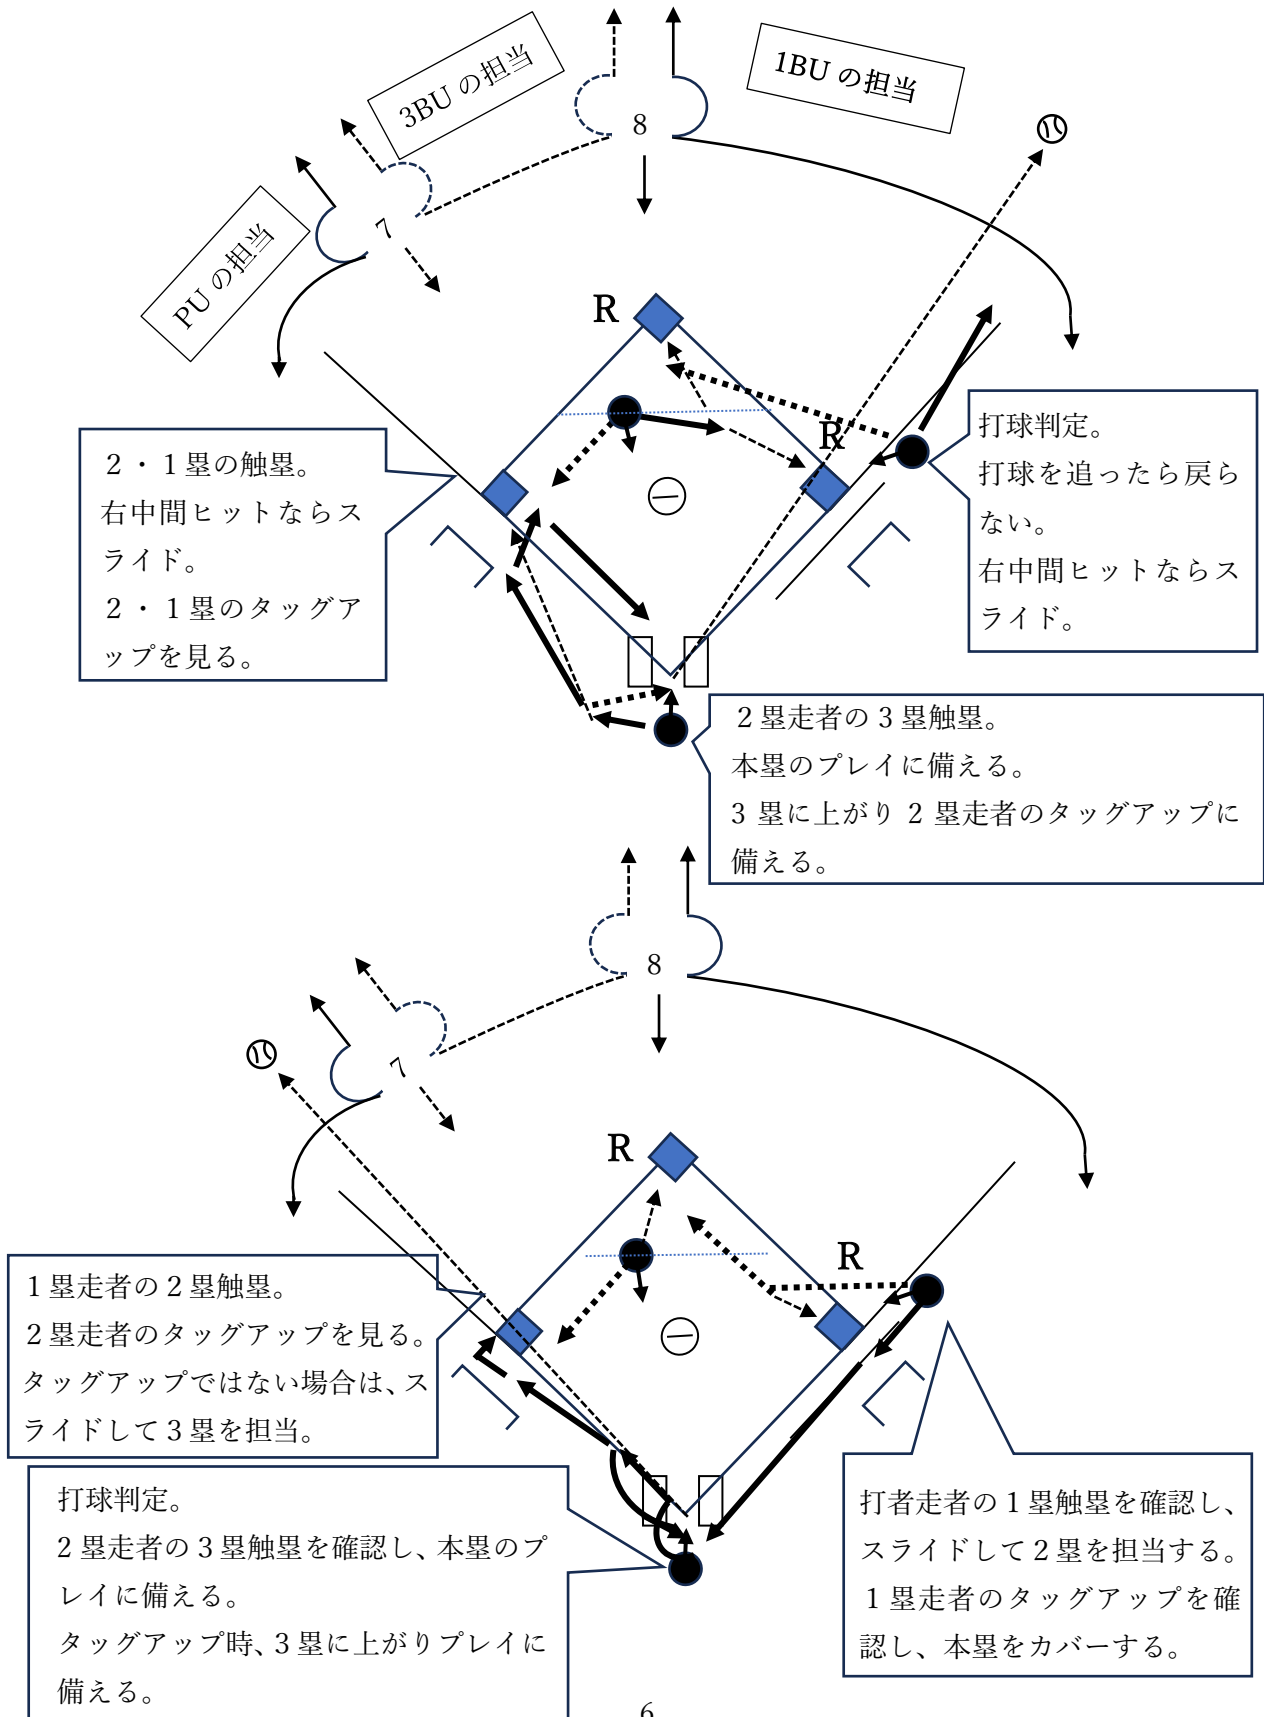 3BUの担当
1BUの担当
PUの担当
8
7
R
R
2・1塁の触塁。
右中間ヒットならス
ライド。
2・1塁のタッグア
ップを見る。
打球判定。
打球を追ったら戻ら
ない。
右中間ヒットならス
ライド。
2塁走者の3塁触塁。
本塁のプレイに備える。
3塁に上がり2塁走者のタッグアップに
備える。
8
7
R
R
1塁走者の2塁触塁。
2塁走者のタッグアップを見る。
タッグアップではない場合は、ス
ライドして3塁を担当。
打球判定。
2塁走者の3塁触塁を確認し、本塁のプ
レイに備える。
タッグアップ時、3塁に上がりプレイに
備える。
打者走者の1塁触塁を確認し、
スライドして2塁を担当する。
1塁走者のタッグアップを確
認し、本塁をカバーする。
6